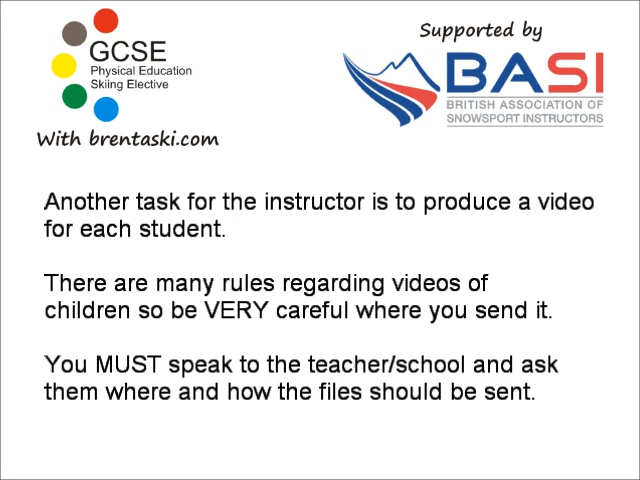 GCSE
Physical Education
Skiing Elective
With brentaski.com
Supported by
BASI
BRITISH ASSOCIATION OF
SNOWSPORT INSTRUCTORS
Another task for the instructor is to produce a video
for each student.
There are many rules regarding videos of
children so be VERY careful where you send it.
You MUST speak to the teacher/school and ask
them where and how the files should be sent.